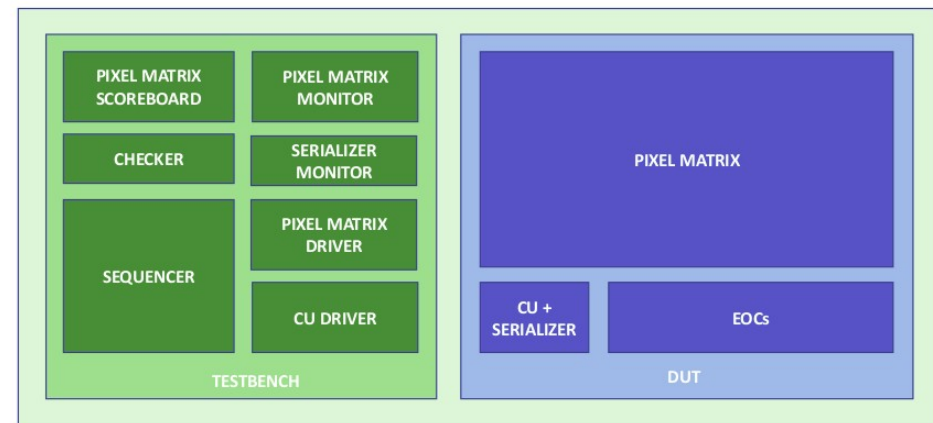 PIXEL MATRIX
SCOREBOARD
PIXEL MATRIX
MONITOR
CHECKER
SERIALIZER
MONITOR
SEQUENCER
PIXEL MATRIX
DRIVER
CU DRIVER
TESTBENCH
PIXEL MATRIX
CU +
SERIALIZER
EOCs
DUT